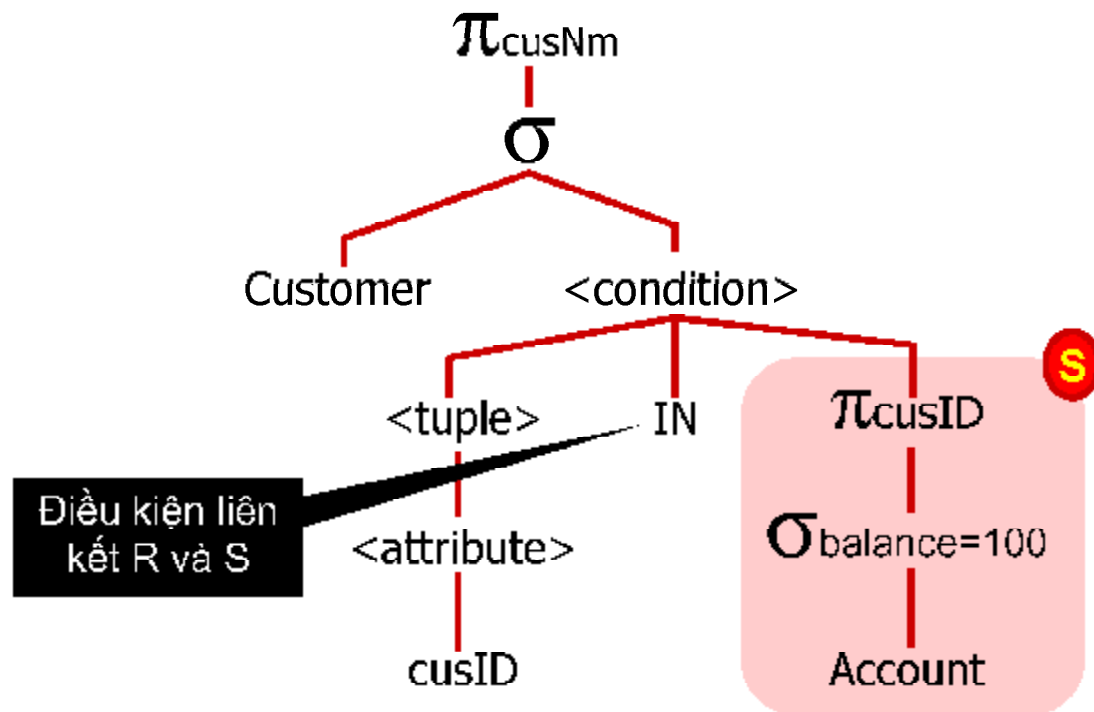 πcusNm
σ
Customer
<condition>
S
<tuple>
IN
πcusID
Điều kiện liên
kết R và S
<attribute>
σbalance=100
cusID
Account